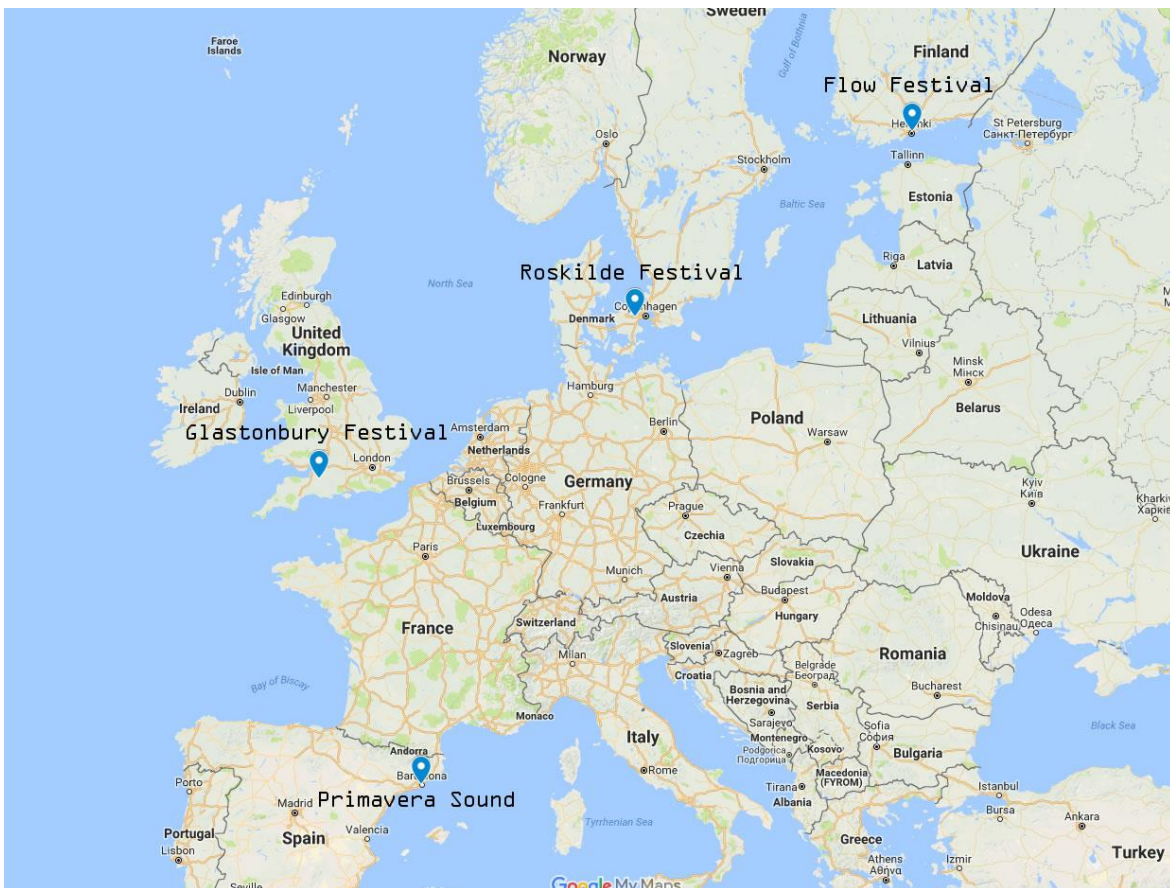 Sweden
Faroe
Islands
Norway
Gulf of Bothnia
Finland
Flow Festival
Helsinki
St Petersburg
Санкт-Петербург
Oslo
Stockholm
Tallinn
Estonia
Baltic Sea
Riga
Latvia
Roskilde Festival
North Sea
Edinburgh
Glasgow
Copenhagen
Denmark
Lithuania
United
Kingdom
Vilnius
Minsk
Мінск
Isle of Man
Hamburg
Dublin
Manchester
Liverpool
Ireland
Belarus
Glastonbury Festival
Amsterdam
Netherlands
Berlin
Poland
Warsaw
London
Brussels
Cologne
Germany
Belgium
Kyiv
Київ
Kharkiv
Харків
Frankfurt
Prague
Luxembourg
Czechia
Paris
Ukraine
Slovakia
Munich
Vienna
Austria
Budapest
Hungary
Moldova
Chisinau
Odesa
Одеса
France
Switzerland
Slovenia
Zagreb
Milan
Croatia
Romania
Belgrade
Београд
Bay of Biscay
Bosnia and
Herzegovina
Serbia
Bucharest
Monaco
Sarajevo
Italy
Sofia
София
Black Sea
Montenegro
Andorra
Podgorica
Подгорица
Kosovo
Bulgaria
Barcelona
Rome
Macedonia
(FYROM)
Porto
Tirana
Albania
Istanbul
Primavera Sound
Madrid
Bursa
Ankara
Tyrrhenian Sea
Portugal
Spain
Valencia
Greece
Turkey
Lisbon
Athens
Αθήνα
Izmir
Seville
Google My Maps